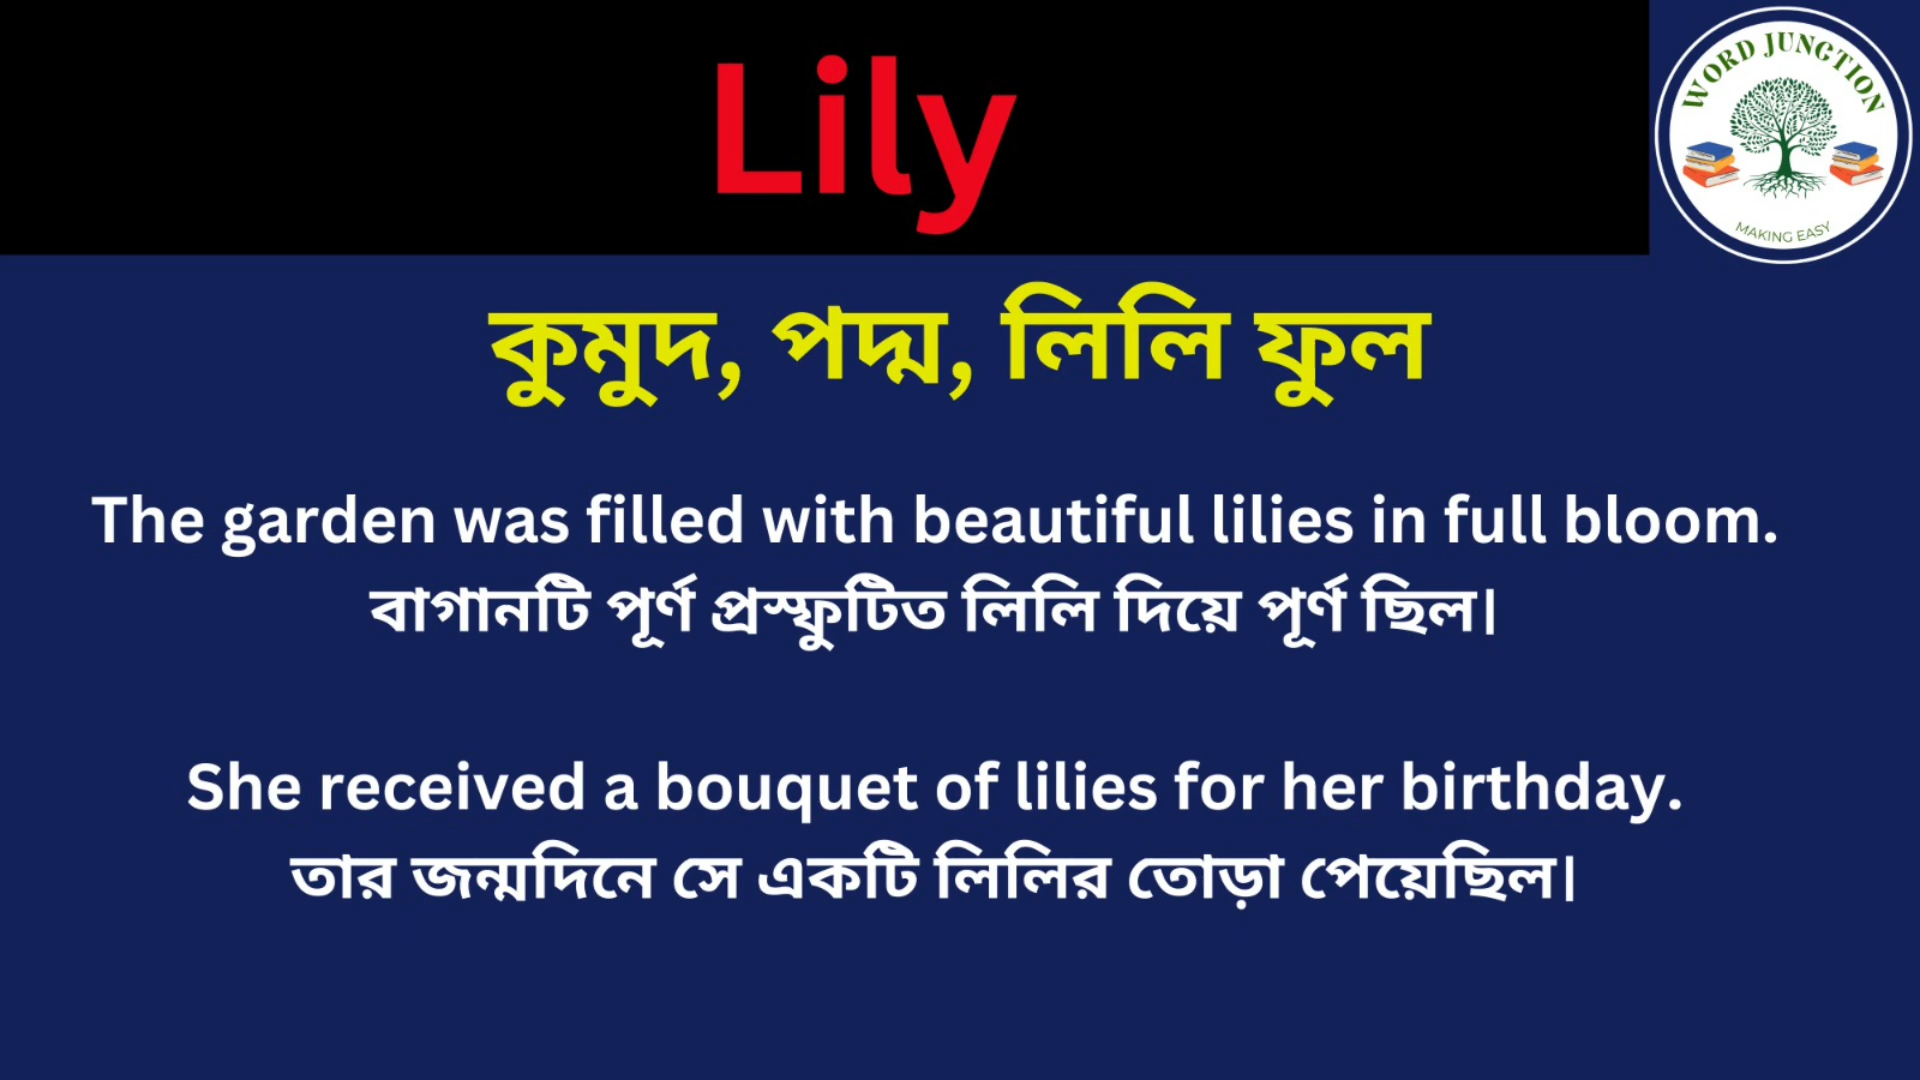 Lily
WORD JUNCTION
MAKING EASY
কুমুদ, পদ্ম, লিলি ফুল
The garden was filled with beautiful lilies in full bloom.
বাগানটি পূর্ণ প্রস্ফুটিত লিলি দিয়ে পূর্ণ ছিল।
She received a bouquet of lilies for her birthday.
তার জন্মদিনে সে একটি লিলির তোড়া পেয়েছিল।